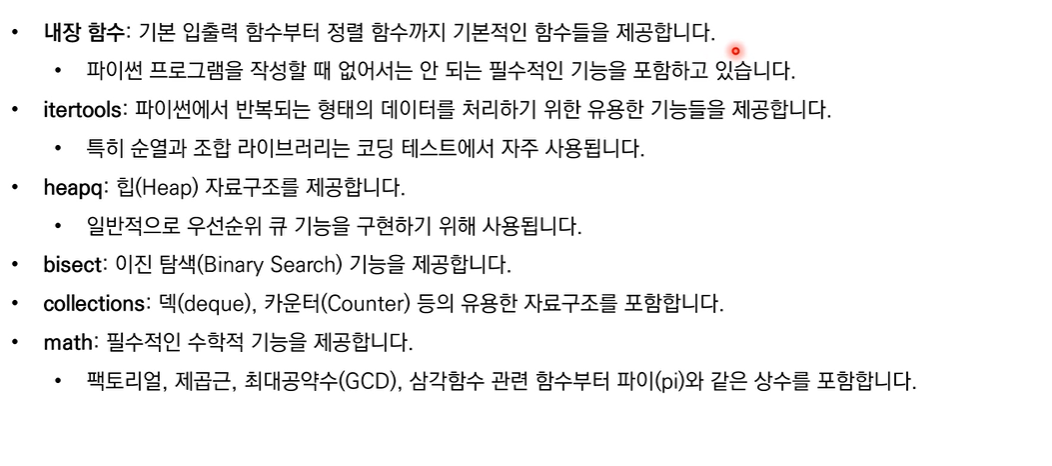 • 내장 함수: 기본 입출력 함수부터 정렬 함수까지 기본적인 함수들을 제공합니다.
• 파이썬 프로그램을 작성할 때 없어서는 안 되는 필수적인 기능을 포함하고 있습니다.
• itertools: 파이썬에서 반복되는 형태의 데이터를 처리하기 위한 유용한 기능들을 제공합니다.
• 특히 순열과 조합 라이브러리는 코딩 테스트에서 자주 사용됩니다.
• heapq: 힙(Heap) 자료구조를 제공합니다.
• 일반적으로 우선순위 큐 기능을 구현하기 위해 사용됩니다.
• bisect: 이진 탐색(Binary Search) 기능을 제공합니다.
• collections: 덱(deque), 카운터(Counter) 등의 유용한 자료구조를 포함합니다.
• math: 필수적인 수학적 기능을 제공합니다.
• 팩토리얼, 제곱근, 최대공약수(GCD), 삼각함수 관련 함수부터 파이(pi)와 같은 상수를 포함합니다.